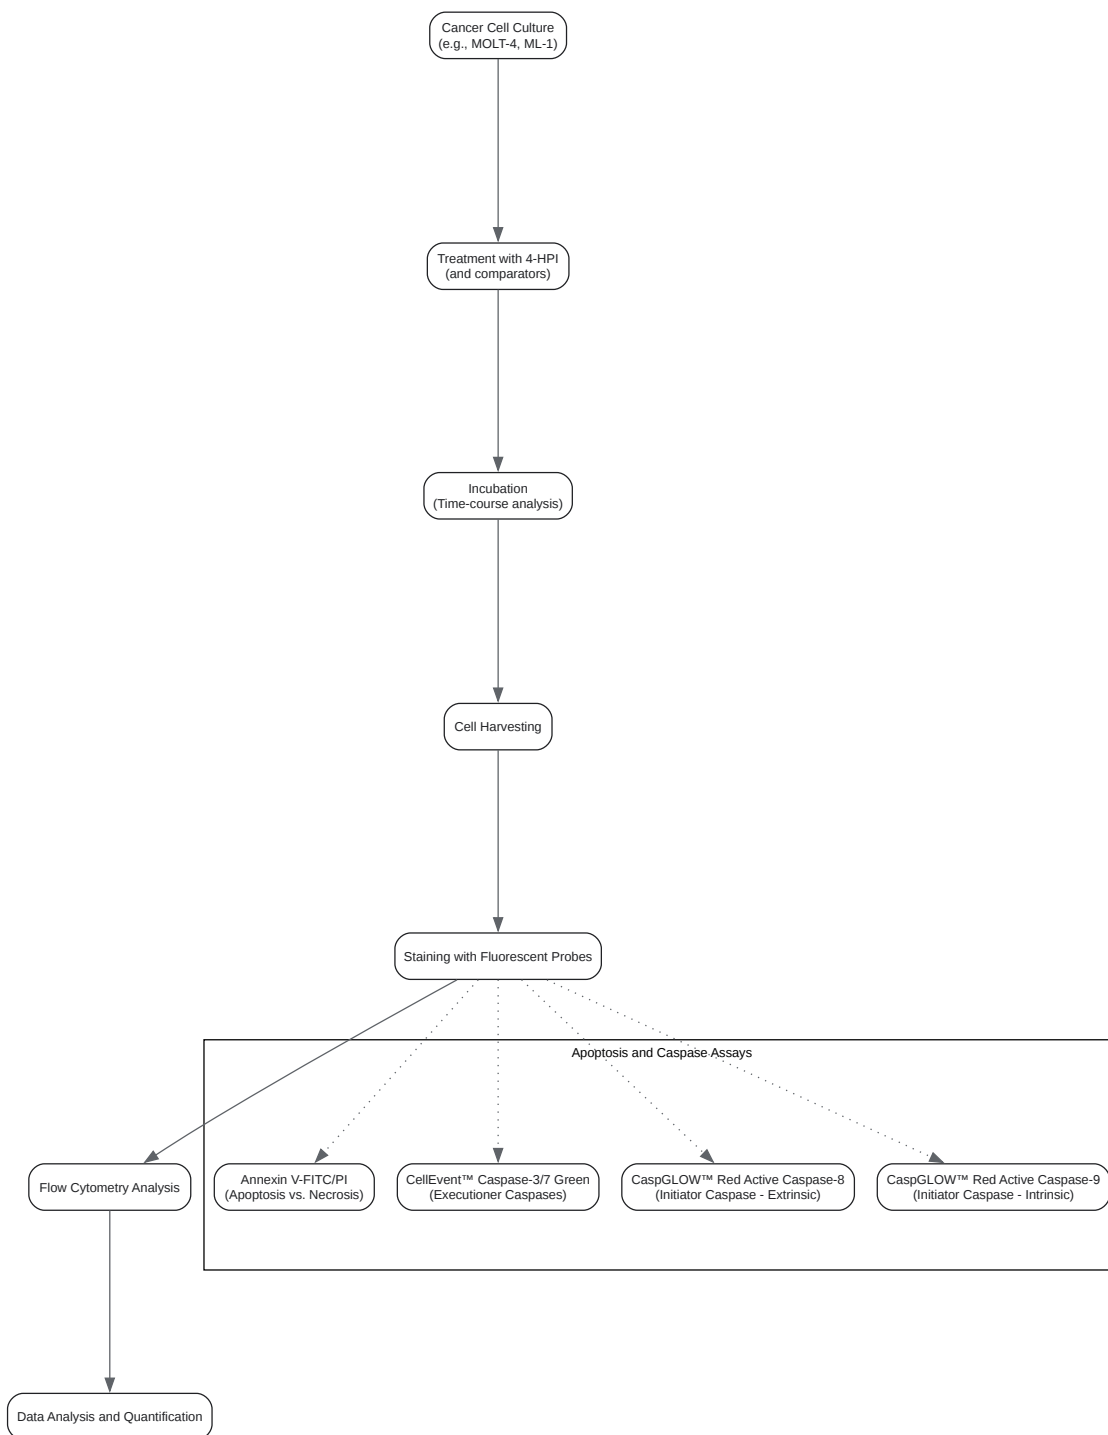 Cancer Cell Culture
(e.g., MOLT-4, ML-1)
Treatment with 4-HPI
(and comparators)
Incubation
(Time-course analysis)
Cell Harvesting
Staining with Fluorescent Probes
Apoptosis and Caspase Assays
Flow Cytometry Analysis
Annexin V-FITC/PI
(Apoptosis vs. Necrosis)
CellEvent™ Caspase-3/7 Green
(Executioner Caspases)
CaspGLOW™ Red Active Caspase-8
(Initiator Caspase - Extrinsic)
CaspGLOW™ Red Active Caspase-9
(Initiator Caspase - Intrinsic)
Data Analysis and Quantification